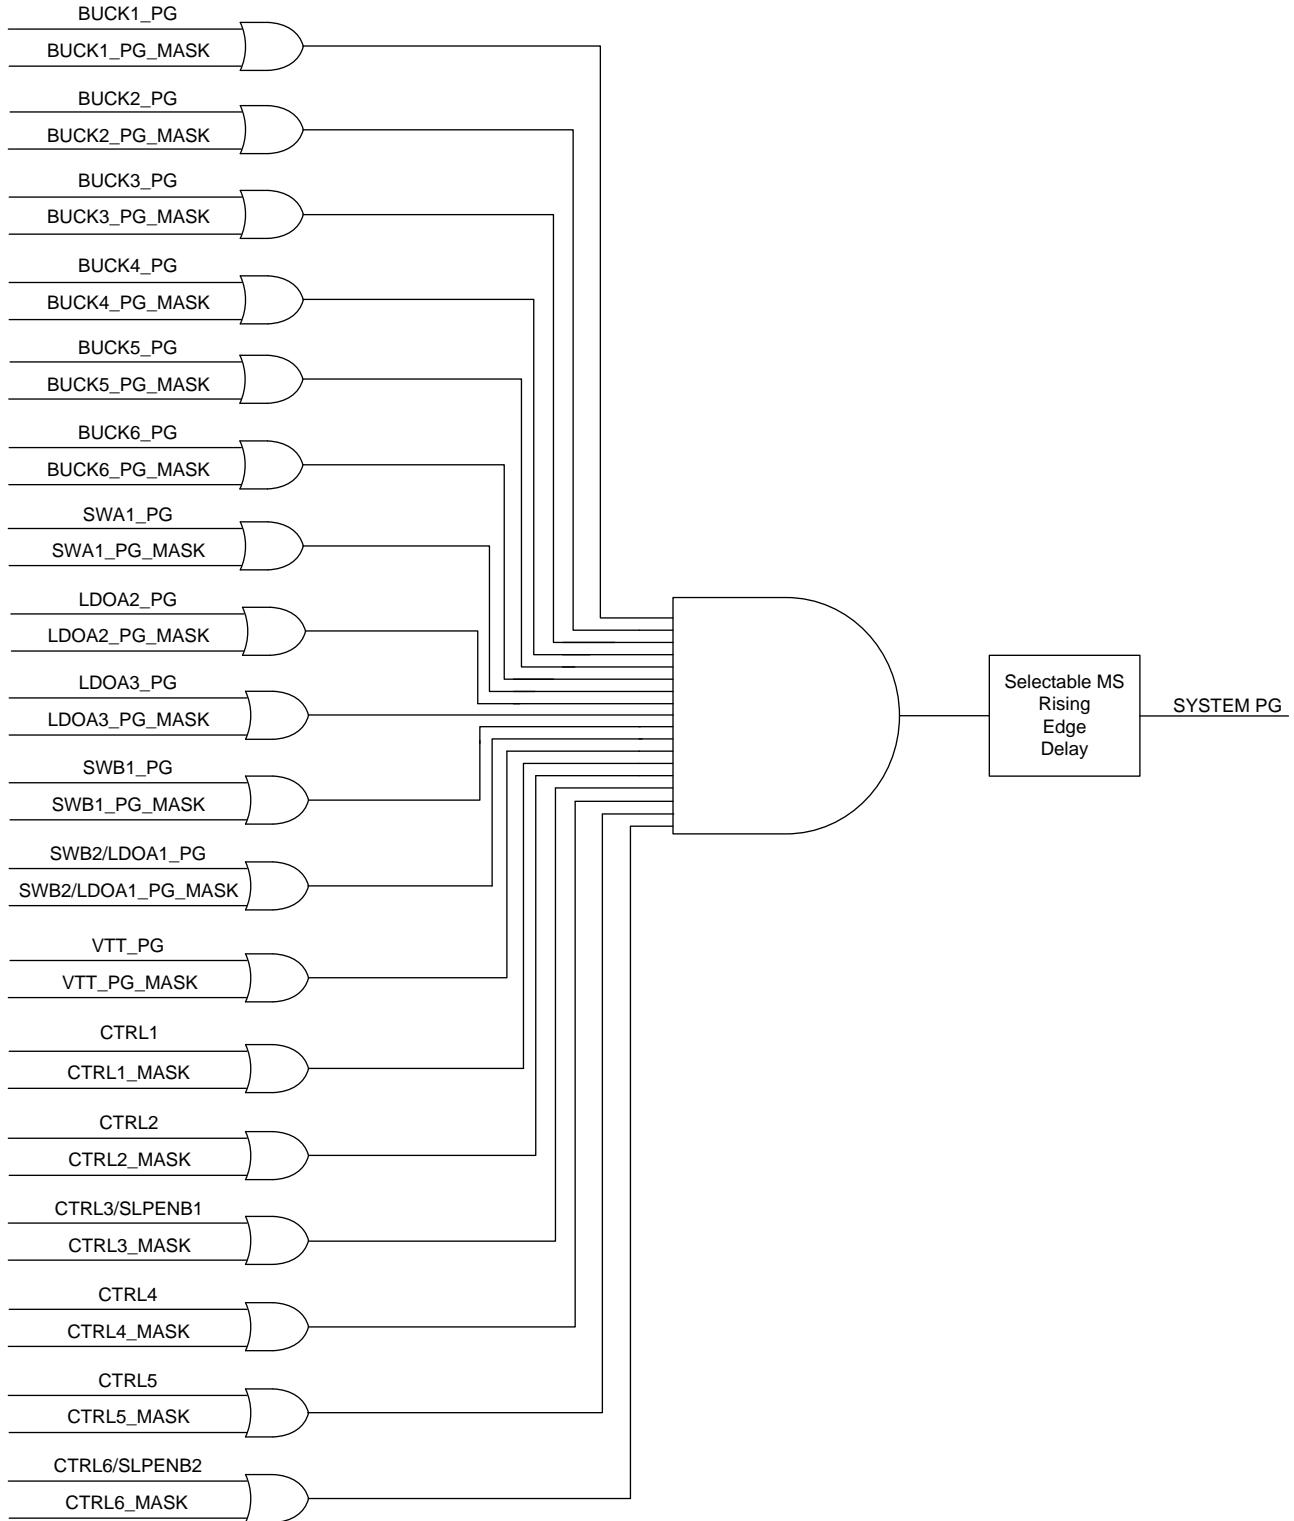 BUCK1_PG
BUCK1_PG_MASK
BUCK2_PG
BUCK2_PG_MASK
BUCK3_PG
BUCK3_PG_MASK
BUCK4_PG
BUCK4_PG_MASK
BUCK5_PG
BUCK5_PG_MASK
BUCK6_PG
BUCK6_PG_MASK
SWA1_PG
SWA1_PG_MASK
LDOA2_PG
LDOA2_PG_MASK
LDOA3_PG
LDOA3_PG_MASK
SWB1_PG
SWB1_PG_MASK
SWB2/LDOA1_PG
SWB2/LDOA1_PG_MASK
VTT_PG
VTT_PG_MASK
CTRL1
CTRL1_MASK
CTRL2
CTRL2_MASK
CTRL3/SLPENB1
CTRL3_MASK
CTRL4
CTRL4_MASK
CTRL5
CTRL5_MASK
CTRL6/SLPENB2
CTRL6_MASK
Selectable MS
Rising
Edge
Delay
SYSTEM PG